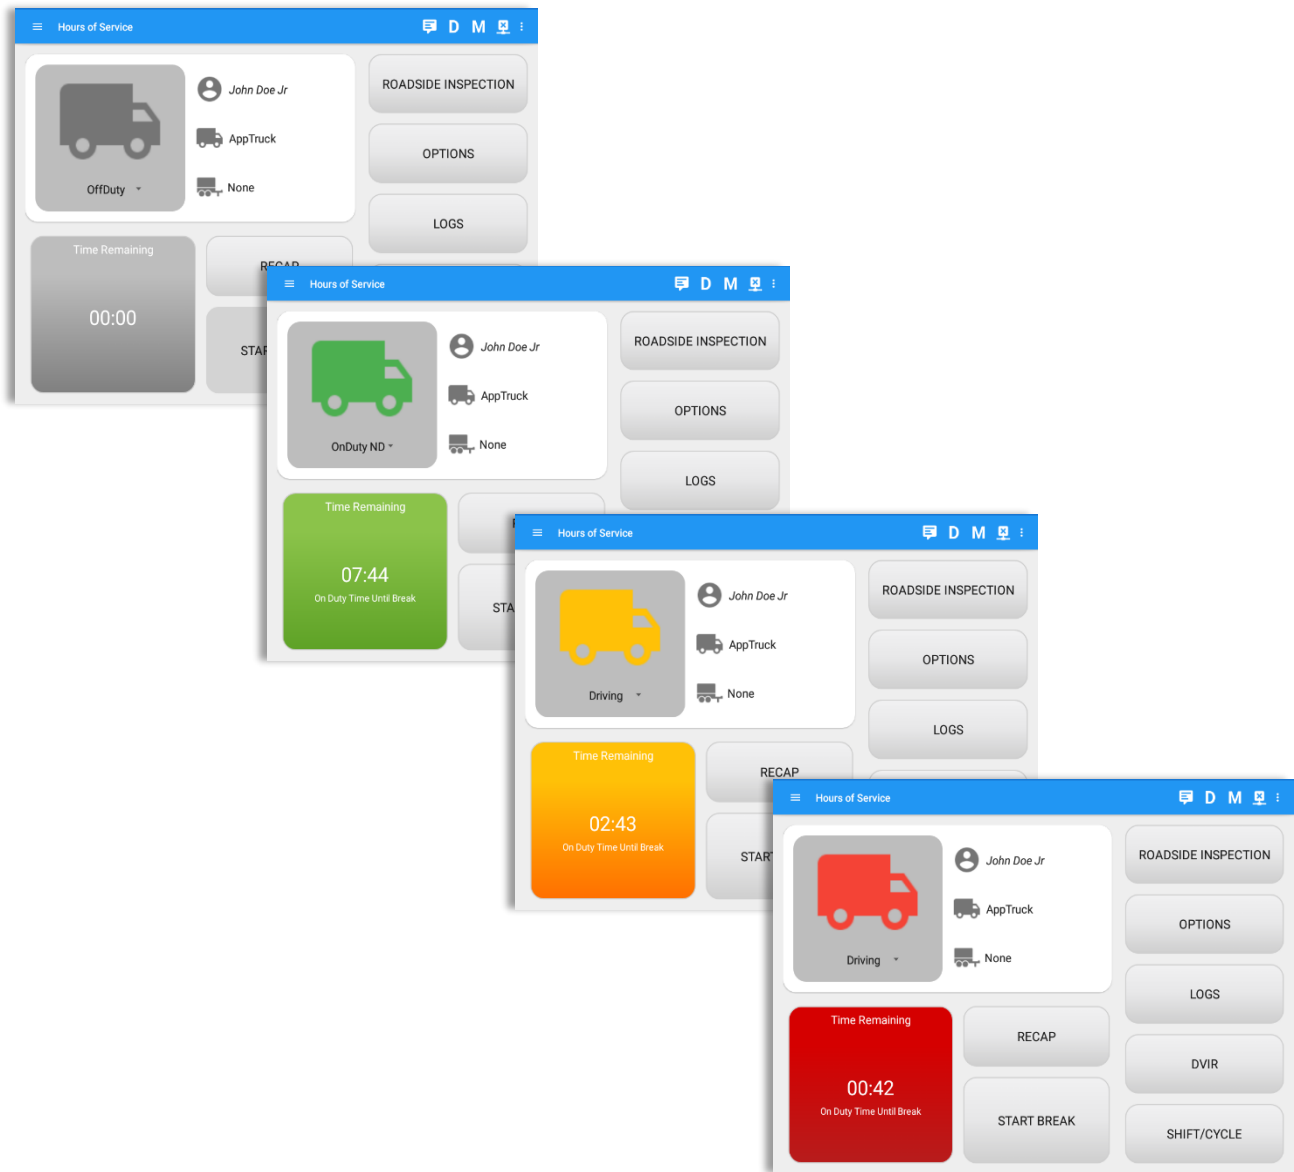 Hours of Service
D M
John Doe Jr
AppTruck
None
OffDuty
ROADSIDE INSPECTION
OPTIONS
LOGS
Time Remaining
00:00
Hours of Service
D M
John Doe Jr
AppTruck
None
OnDuty ND
ROADSIDE INSPECTION
OPTIONS
LOGS
Time Remaining
07:44
On Duty Time Until Break
Hours of Service
D M
John Doe Jr
AppTruck
None
Driving
ROADSIDE INSPECTION
OPTIONS
LOGS
Time Remaining
02:43
On Duty Time Until Break
RECAP
Hours of Service
D M
John Doe Jr
AppTruck
None
Driving
ROADSIDE INSPECTION
OPTIONS
LOGS
DVIR
SHIFT/CYCLE
Time Remaining
00:42
On Duty Time Until Break
RECAP
START BREAK